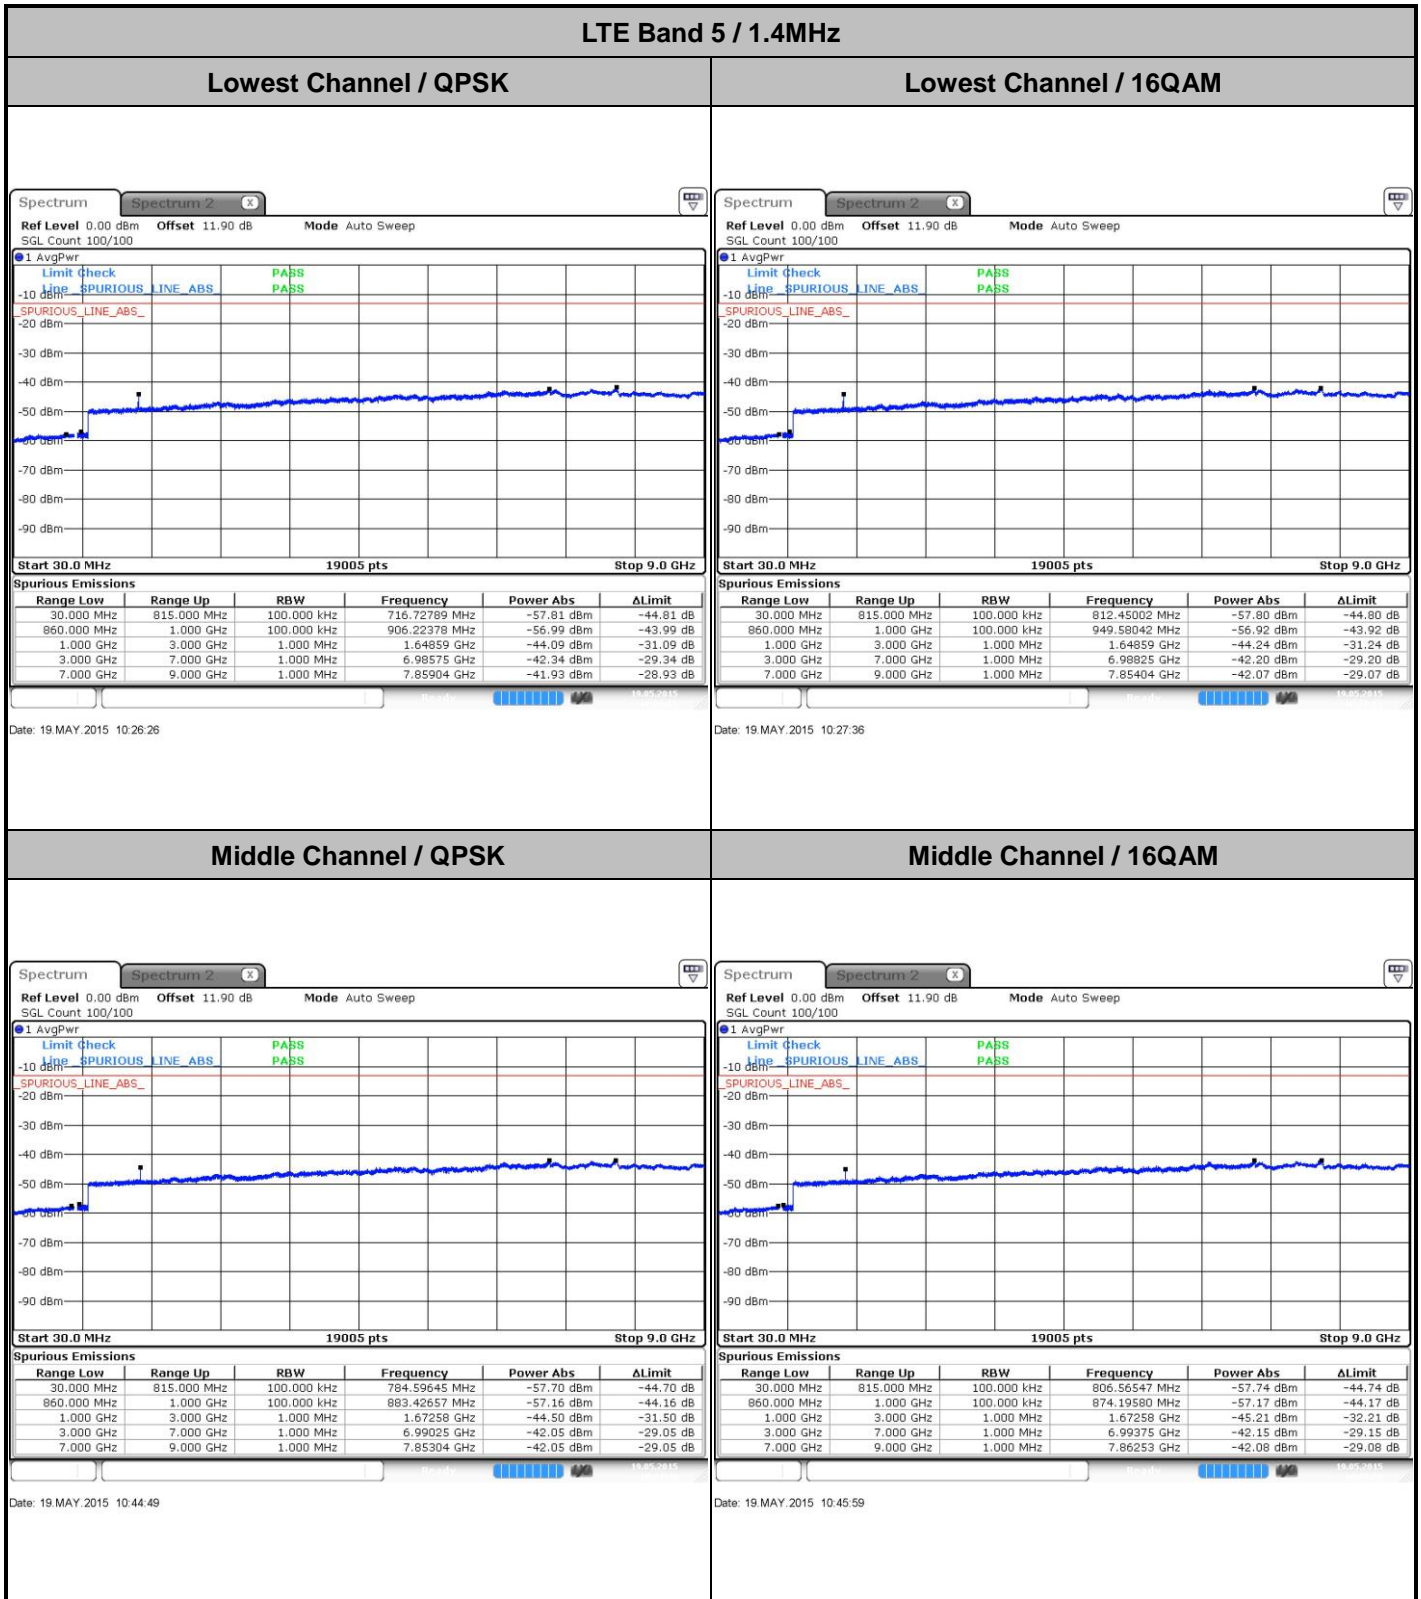 LTE Band 5 / 1.4MHz
Lowest Channel / QPSK
Lowest Channel / 16QAM
Spectrum Spectrum 2 X
Ref Level 0.00 dBm Offset 11.90 dB Mode Auto Sweep
SGL Count 100/100
1 AvgPwr
Limit Check PASS
Line _SPURIOUS_LINE_ABS_ PASS
-10 dBm
_SPURIOUS_LINE_ABS_
-20 dBm
-30 dBm
-40 dBm
-50 dBm
-60 dBm
-70 dBm
-80 dBm
-90 dBm
Start 30.0 MHz 19005 pts Stop 9.0 GHz
Spurious Emissions
Range Low Range Up RBW Frequency Power Abs ΔLimit
30.000 MHz 815.000 MHz 100.000 kHz 716.72789 MHz -57.81 dBm -44.81 dB
860.000 MHz 1.000 GHz 100.000 kHz 906.22378 MHz -56.99 dBm -43.99 dB
1.000 GHz 3.000 GHz 1.000 MHz 1.64859 GHz -44.09 dBm -31.09 dB
3.000 GHz 7.000 GHz 1.000 MHz 6.98575 GHz -42.34 dBm -29.34 dB
7.000 GHz 9.000 GHz 1.000 MHz 7.85904 GHz -41.93 dBm -28.93 dB
19.05.2015
Date: 19.MAY.2015 10:26:26
Spectrum Spectrum 2 X
Ref Level 0.00 dBm Offset 11.90 dB Mode Auto Sweep
SGL Count 100/100
1 AvgPwr
Limit Check PASS
Line _SPURIOUS_LINE_ABS_ PASS
-10 dBm
_SPURIOUS_LINE_ABS_
-20 dBm
-30 dBm
-40 dBm
-50 dBm
-60 dBm
-70 dBm
-80 dBm
-90 dBm
Start 30.0 MHz 19005 pts Stop 9.0 GHz
Spurious Emissions
Range Low Range Up RBW Frequency Power Abs ΔLimit
30.000 MHz 815.000 MHz 100.000 kHz 812.45002 MHz -57.80 dBm -44.80 dB
860.000 MHz 1.000 GHz 100.000 kHz 949.58042 MHz -56.92 dBm -43.92 dB
1.000 GHz 3.000 GHz 1.000 MHz 1.64859 GHz -44.24 dBm -31.24 dB
3.000 GHz 7.000 GHz 1.000 MHz 6.98825 GHz -42.20 dBm -29.20 dB
7.000 GHz 9.000 GHz 1.000 MHz 7.85404 GHz -42.07 dBm -29.07 dB
19.05.2015
Date: 19.MAY.2015 10:27:36
Middle Channel / QPSK
Middle Channel / 16QAM
Spectrum Spectrum 2 X
Ref Level 0.00 dBm Offset 11.90 dB Mode Auto Sweep
SGL Count 100/100
1 AvgPwr
Limit Check PASS
Line _SPURIOUS_LINE_ABS_ PASS
-10 dBm
_SPURIOUS_LINE_ABS_
-20 dBm
-30 dBm
-40 dBm
-50 dBm
-60 dBm
-70 dBm
-80 dBm
-90 dBm
Start 30.0 MHz 19005 pts Stop 9.0 GHz
Spurious Emissions
Range Low Range Up RBW Frequency Power Abs ΔLimit
30.000 MHz 815.000 MHz 100.000 kHz 784.59645 MHz -57.70 dBm -44.70 dB
860.000 MHz 1.000 GHz 100.000 kHz 883.42657 MHz -57.16 dBm -44.16 dB
1.000 GHz 3.000 GHz 1.000 MHz 1.67258 GHz -44.50 dBm -31.50 dB
3.000 GHz 7.000 GHz 1.000 MHz 6.99025 GHz -42.05 dBm -29.05 dB
7.000 GHz 9.000 GHz 1.000 MHz 7.85304 GHz -42.05 dBm -29.05 dB
19.05.2015
Date: 19.MAY.2015 10:44:49
Spectrum Spectrum 2 X
Ref Level 0.00 dBm Offset 11.90 dB Mode Auto Sweep
SGL Count 100/100
1 AvgPwr
Limit Check PASS
Line _SPURIOUS_LINE_ABS_ PASS
-10 dBm
_SPURIOUS_LINE_ABS_
-20 dBm
-30 dBm
-40 dBm
-50 dBm
-60 dBm
-70 dBm
-80 dBm
-90 dBm
Start 30.0 MHz 19005 pts Stop 9.0 GHz
Spurious Emissions
Range Low Range Up RBW Frequency Power Abs ΔLimit
30.000 MHz 815.000 MHz 100.000 kHz 806.56547 MHz -57.74 dBm -44.74 dB
860.000 MHz 1.000 GHz 100.000 kHz 874.19580 MHz -57.17 dBm -44.17 dB
1.000 GHz 3.000 GHz 1.000 MHz 1.67258 GHz -45.21 dBm -32.21 dB
3.000 GHz 7.000 GHz 1.000 MHz 6.99375 GHz -42.15 dBm -29.15 dB
7.000 GHz 9.000 GHz 1.000 MHz 7.86253 GHz -42.08 dBm -29.08 dB
19.05.2015
Date: 19.MAY.2015 10:45:59